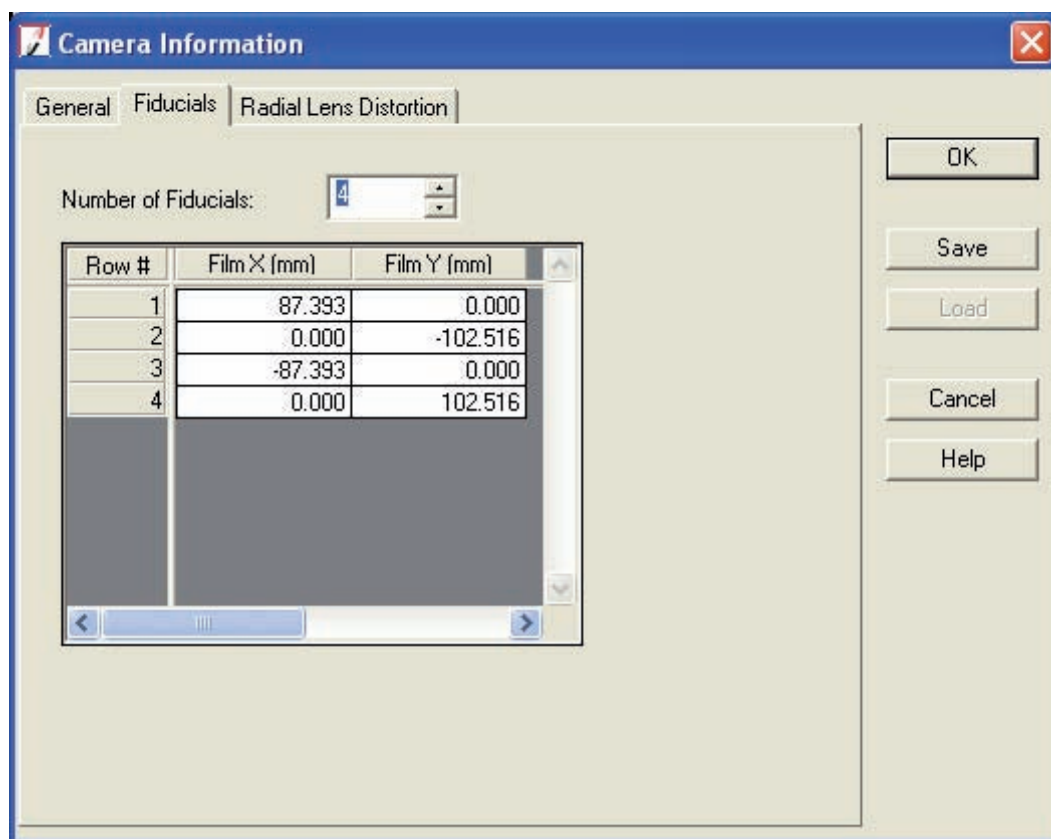 Camera Information
General Fiducials Radial Lens Distortion
Number of Fiducials: 4
Row # Film X (mm) Film Y (mm)
1 87.393 0.000
2 0.000 -102.516
3 -87.393 0.000
4 0.000 102.516
OK
Save
Load
Cancel
Help